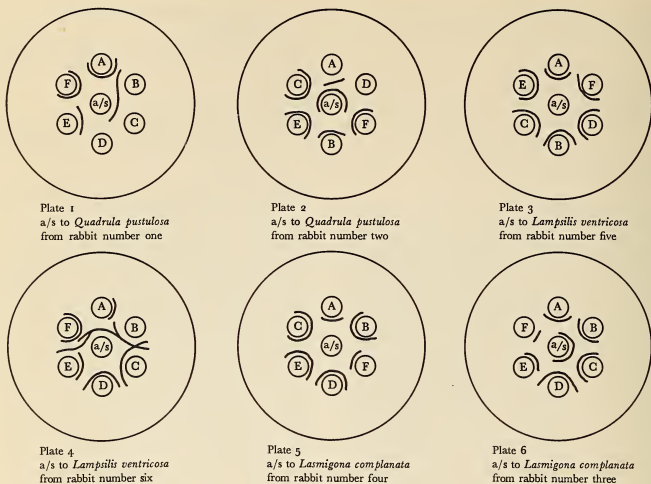 A
F
B
a/s
E
C
D
Plate 1
a/s to Quadrula pustulosa
from rabbit number one
A
C
D
a/s
E
F
B
Plate 2
a/s to Quadrula pustulosa
from rabbit number two
A
E
F
a/s
C
D
B
Plate 3
a/s to Lampsilis ventricosa
from rabbit number five
A
F
B
a/s
E
C
D
Plate 4
a/s to Lampsilis ventricosa
from rabbit number six
A
C
B
a/s
E
F
D
Plate 5
a/s to Lasmigona complanata
from rabbit number four
A
F
B
a/s
E
C
D
Plate 6
a/s to Lasmigona complanata
from rabbit number three